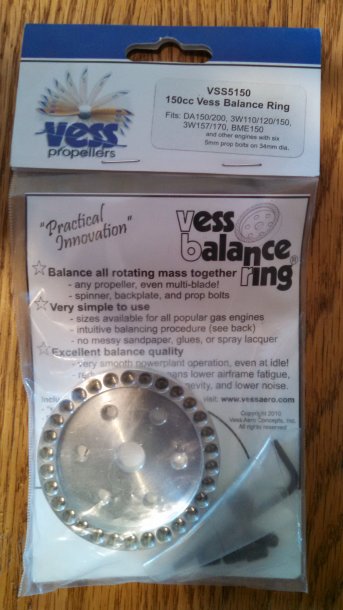 vess
propellers
VSS5150
150cc Vess Balance Ring
Fits: DA150/200, 3W110/120/150,
3W157/170, BME150
and other engines with six
5mm prop bolts on 34mm dia.
"Practical
Innovation"
vess
balance
ring®
Balance all rotating mass together
- any propeller, even multi-blade!
- spinner, backplate, and prop bolts
Very simple to use
- sizes available for all popular gas engines
- intuitive balancing procedure (see back)
- no messy sandpaper, glues, or spray lacquer
Excellent balance quality
- very smooth powerplant operation, even at idle!
means lower airframe fatigue,
longevity, and lower noise.
visit: www.vessaero.com
Copyright 2010
Vess Aero Concepts, Inc.
All rights reserved